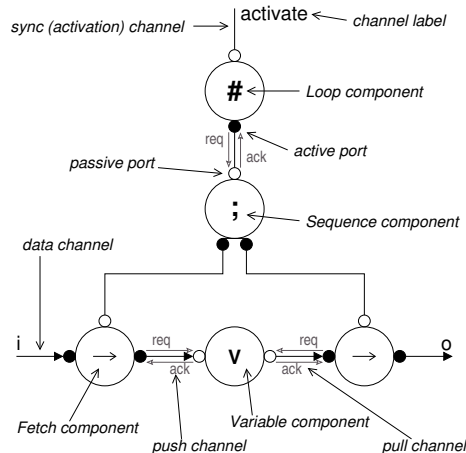 activate
sync (activation) channel
channel label
#
Loop component
req
ack
active port
passive port
;
Sequence component
data channel
i
→
req
ack
v
req
ack
→
o
Fetch component
push channel
Variable component
pull channel